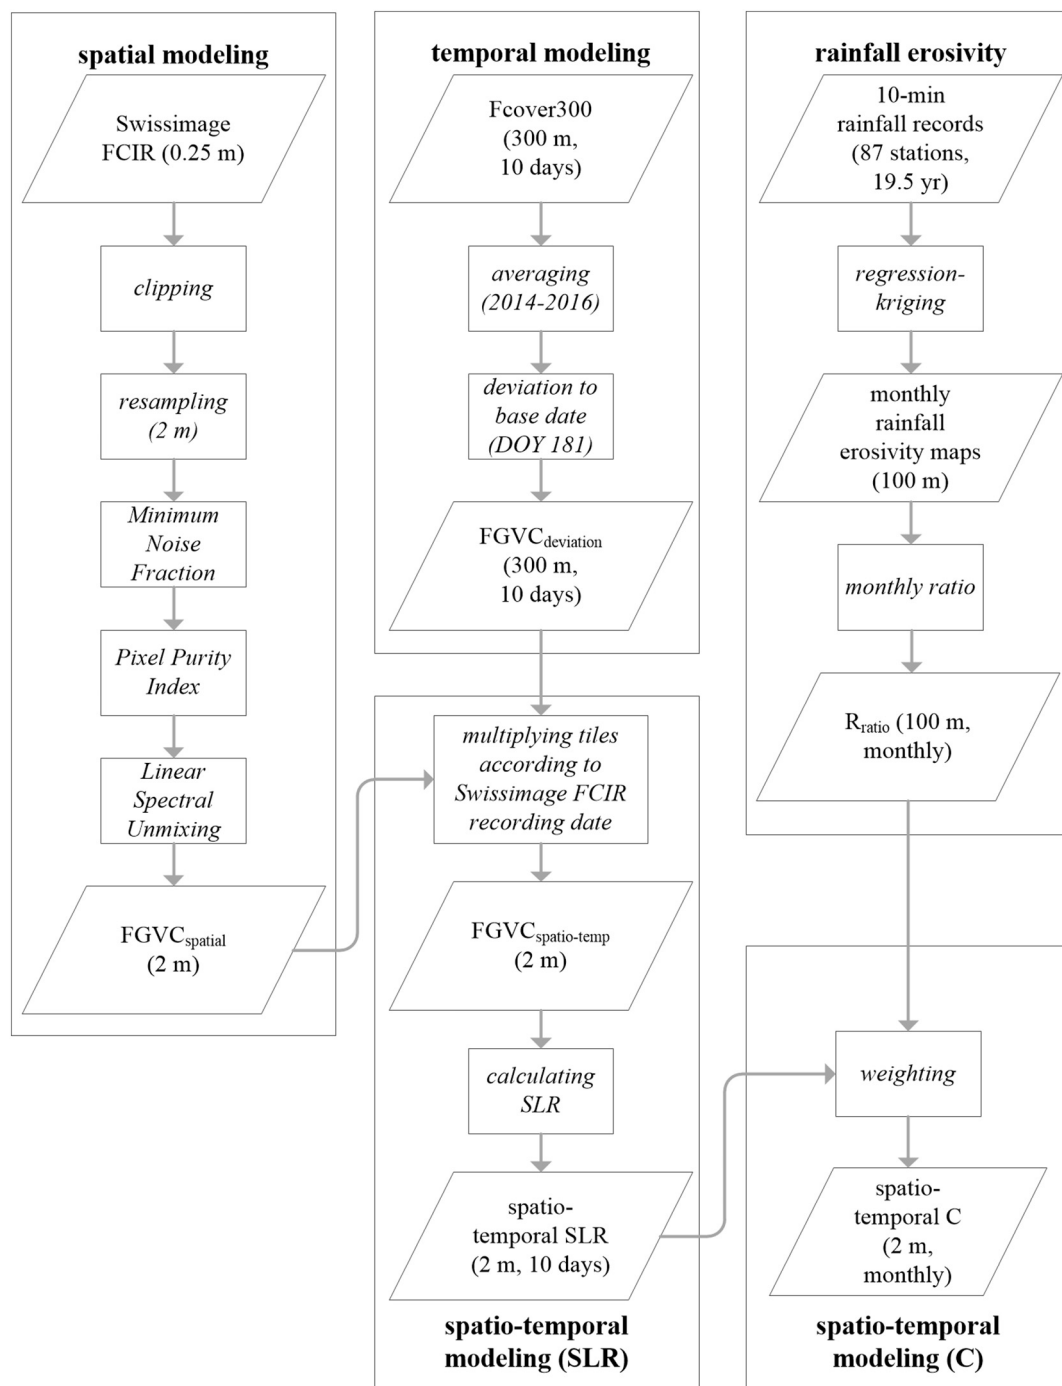 spatial modeling
Swissimage
FCIR (0.25 m)
clipping
resampling
(2 m)
Minimum
Noise
Fraction
Pixel Purity
Index
Linear
Spectral
Unmixing
FGVCspatial
(2 m)
temporal modeling
Fcover300
(300 m,
10 days)
averaging
(2014-2016)
deviation to
base date
(DOY 181)
FGVCdeviation
(300 m,
10 days)
multiplying tiles
according to
Swissimage FCIR
recording date
FGVCspatio-temp
(2 m)
calculating
SLR
spatio-
temporal SLR
(2 m, 10 days)
spatio-temporal
modeling (SLR)
rainfall erosivity
10-min
rainfall records
(87 stations,
19.5 yr)
regression-
kriging
monthly
rainfall
erosivity maps
(100 m)
monthly ratio
Rratio (100 m,
monthly)
weighting
spatio-
temporal C
(2 m,
monthly)
spatio-temporal
modeling (C)